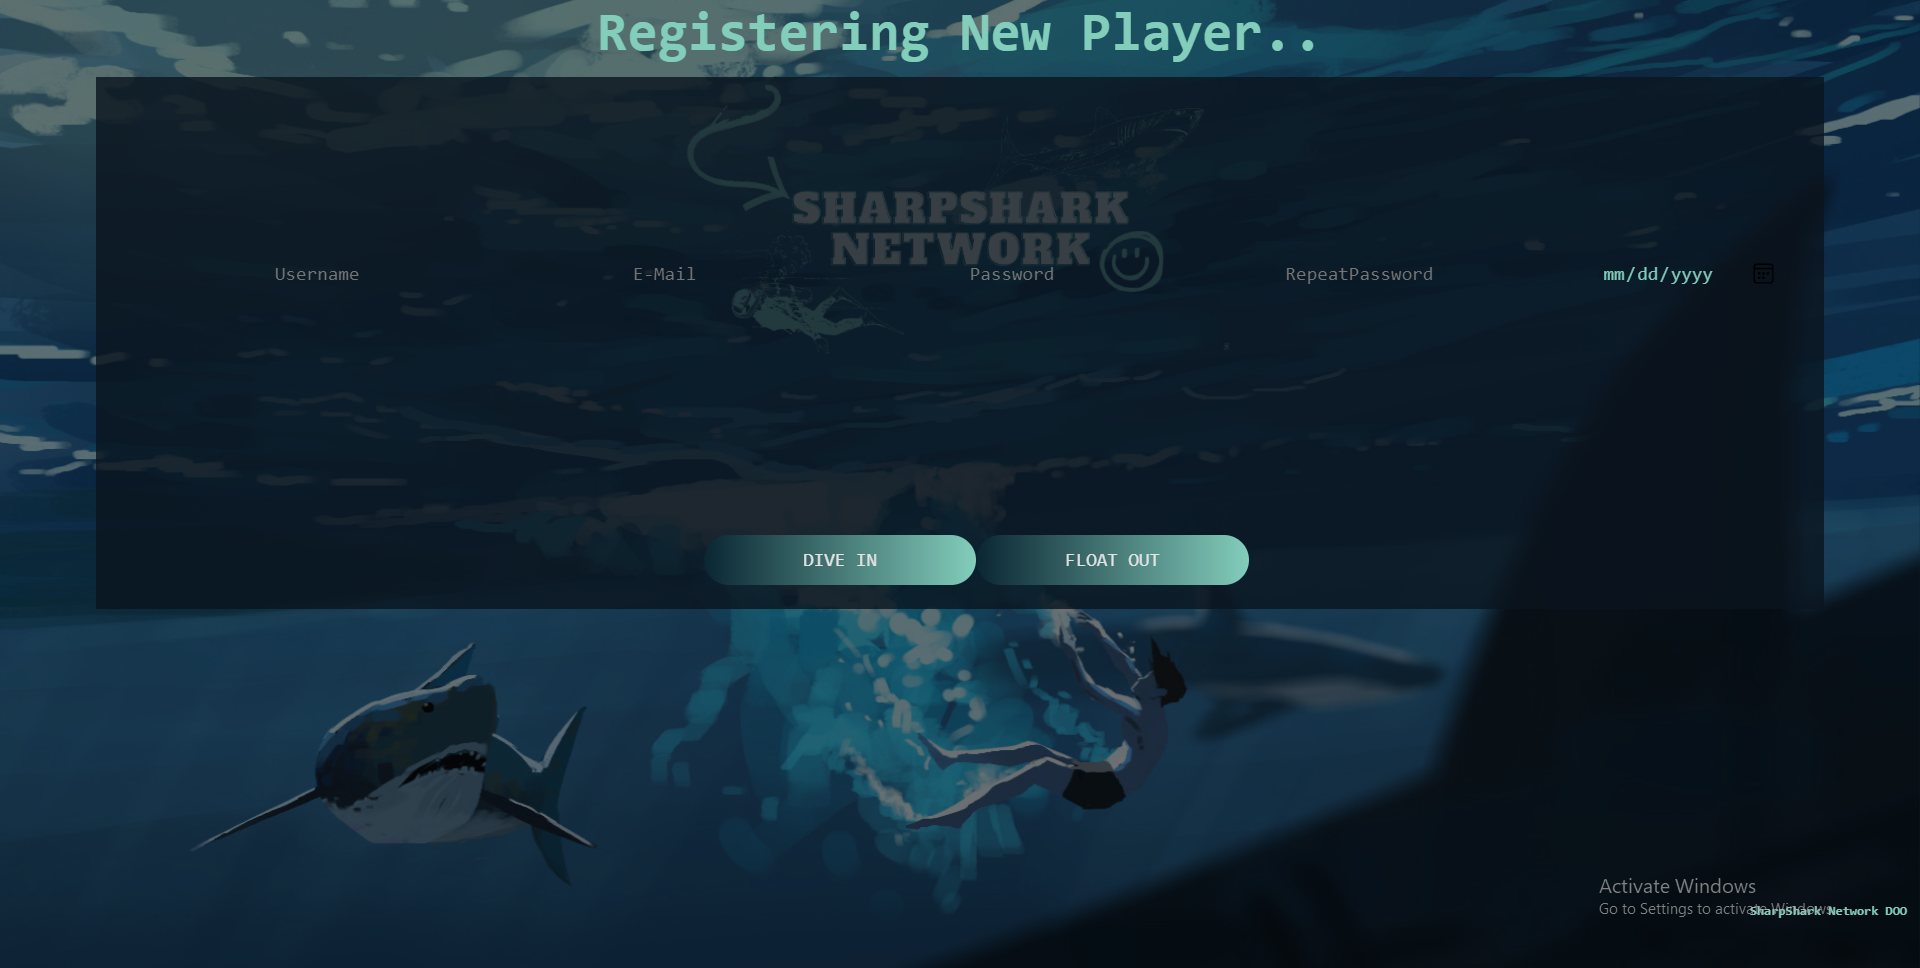 Registering New Player..
SHARPSHARK
NETWORK
Username E-Mail Password RepeatPassword mm/dd/yyyy
DIVE IN FLOAT OUT
Activate Windows
Go to Settings to activate Windows.
SharpShark Network DOO